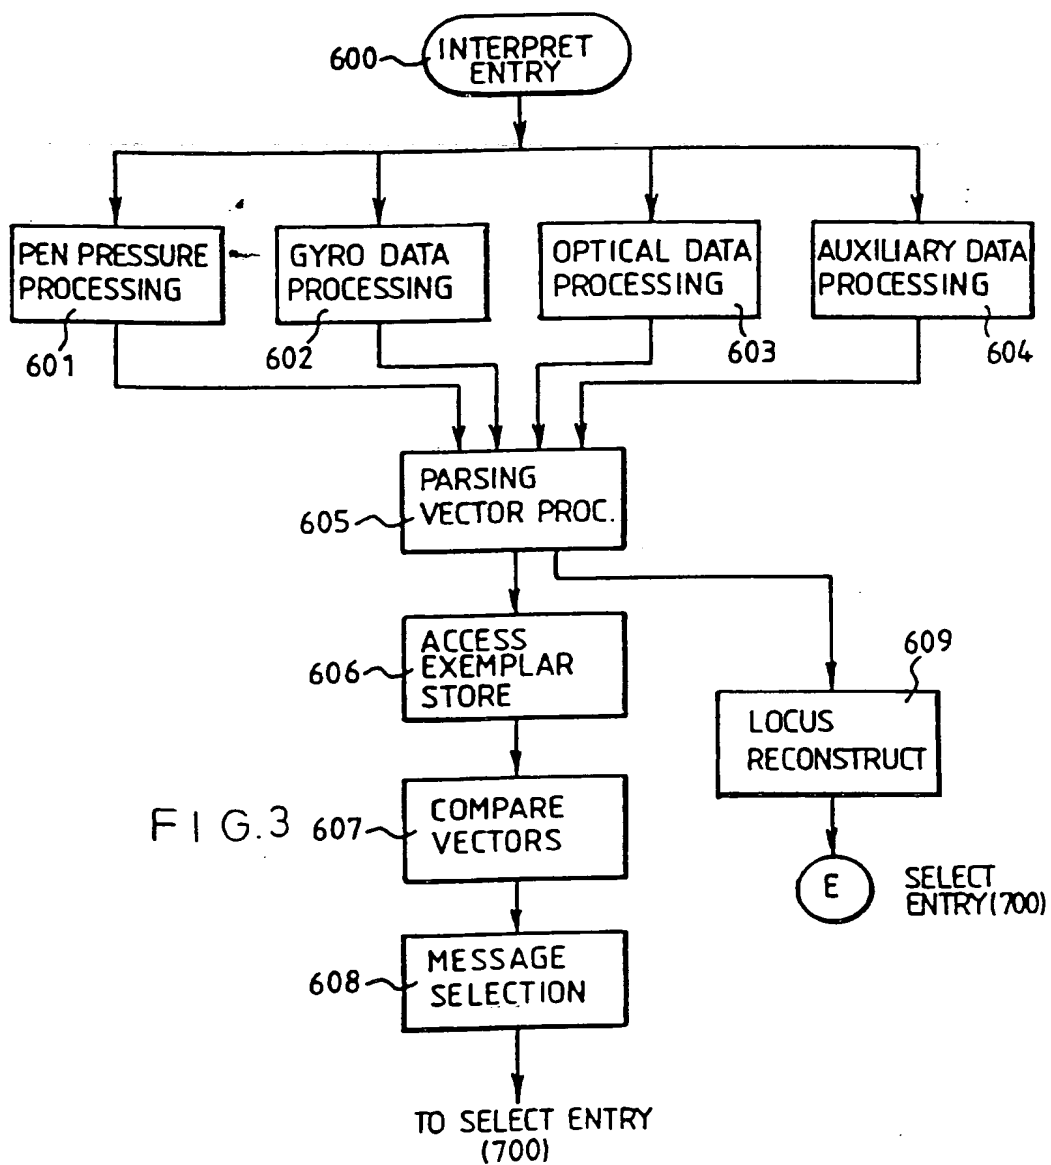 600
INTERPRET
ENTRY
PEN PRESSURE
PROCESSING
601
GYRO DATA
PROCESSING
602
OPTICAL DATA
PROCESSING
603
AUXILIARY DATA
PROCESSING
604
PARSING
VECTOR PROC.
605
ACCESS
EXEMPLAR
STORE
606
609
LOCUS
RECONSTRUCT
FIG.3
607
COMPARE
VECTORS
E
SELECT
ENTRY(700)
608
MESSAGE
SELECTION
TO SELECT ENTRY
(700)